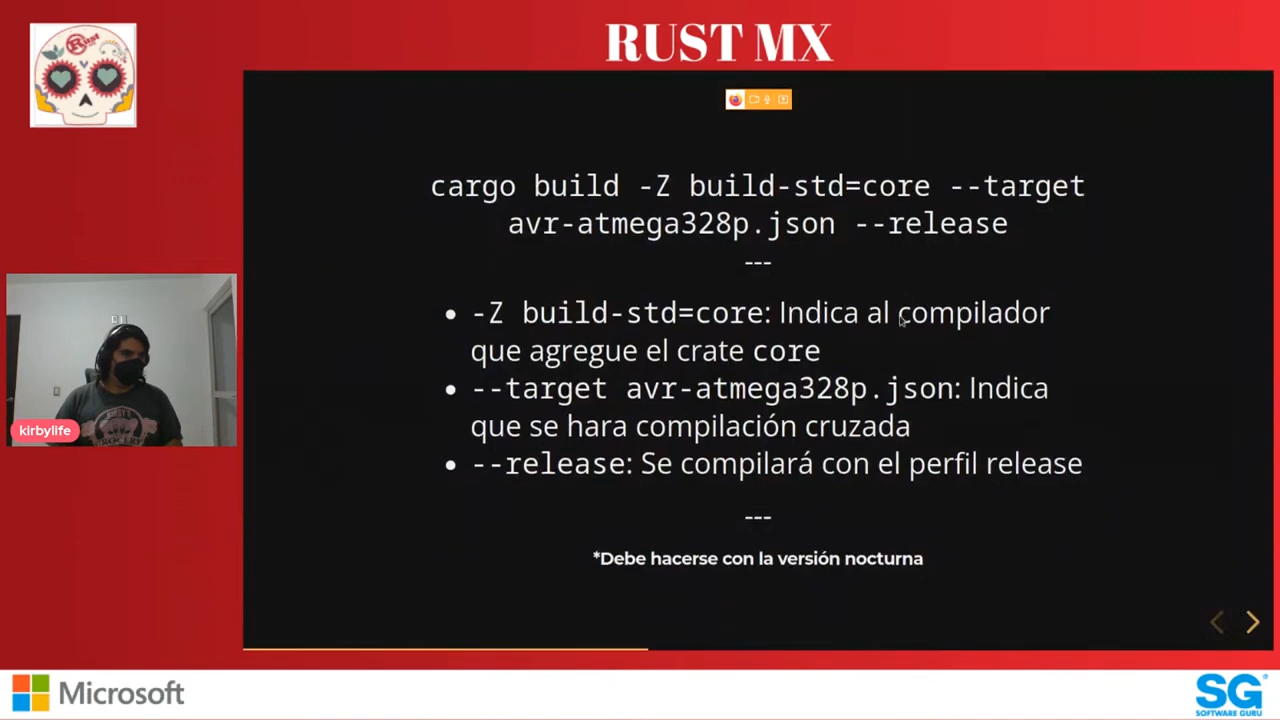 RUST MX
Rust
cargo build -Z build-std=core --target
avr-atmega328p.json --release
---
-Z build-std=core: Indica al compilador
que agregue el crate core
--target avr-atmega328p.json: Indica
que se hara compilación cruzada
--release: Se compilará con el perfil release
---
*Debe hacerse con la versión nocturna
kirbylife
Microsoft
SG
SOFTWARE GURU